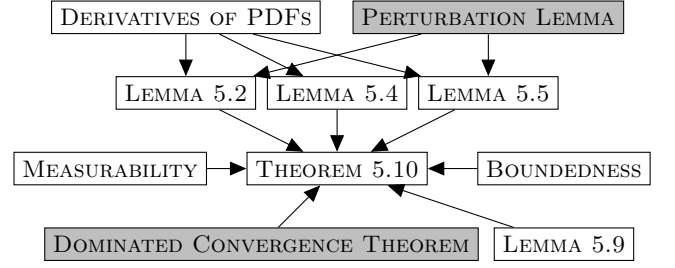 DERIVATIVES OF PDFS PERTURBATION LEMMA
LEMMA 5.2 LEMMA 5.4 LEMMA 5.5
MEASURABILITY THEOREM 5.10 BOUNDEDNESS
DOMINATED CONVERGENCE THEOREM LEMMA 5.9